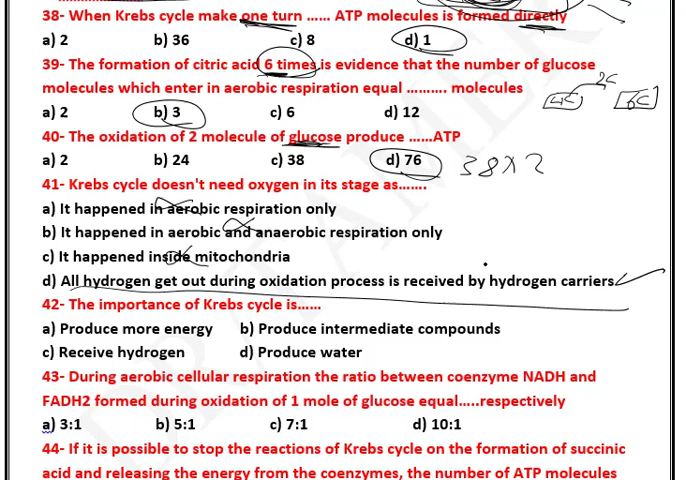 38- When Krebs cycle make one turn ...... ATP molecules is formed directly
a) 2 b) 36 c) 8 d) 1
39- The formation of citric acid 6 times is evidence that the number of glucose
molecules which enter in aerobic respiration equal .......... molecules
4C 2C 6C
a) 2 b) 3 c) 6 d) 12
40- The oxidation of 2 molecule of glucose produce ......ATP
a) 2 b) 24 c) 38 d) 76 38 x 2
41- Krebs cycle doesn't need oxygen in its stage as.......
a) It happened in aerobic respiration only
b) It happened in aerobic and anaerobic respiration only
c) It happened inside mitochondria
d) All hydrogen get out during oxidation process is received by hydrogen carriers
42- The importance of Krebs cycle is......
a) Produce more energy b) Produce intermediate compounds
c) Receive hydrogen d) Produce water
43- During aerobic cellular respiration the ratio between coenzyme NADH and
FADH2 formed during oxidation of 1 mole of glucose equal.....respectively
a) 3:1 b) 5:1 c) 7:1 d) 10:1
44- If it is possible to stop the reactions of Krebs cycle on the formation of succinic
acid and releasing the energy from the coenzymes, the number of ATP molecules